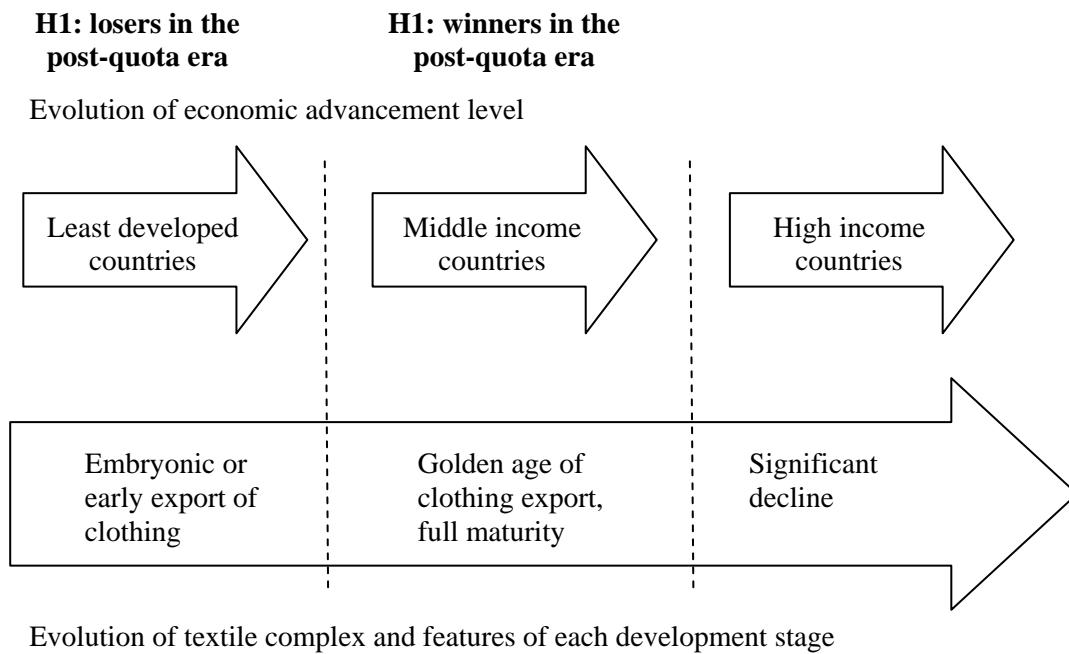 H1: losers in the
post-quota era
H1: winners in the
post-quota era
Evolution of economic advancement level
Least developed
countries
Middle income
countries
High income
countries
Embryonic or
early export of
clothing
Golden age of
clothing export,
full maturity
Significant
decline
Evolution of textile complex and features of each development stage